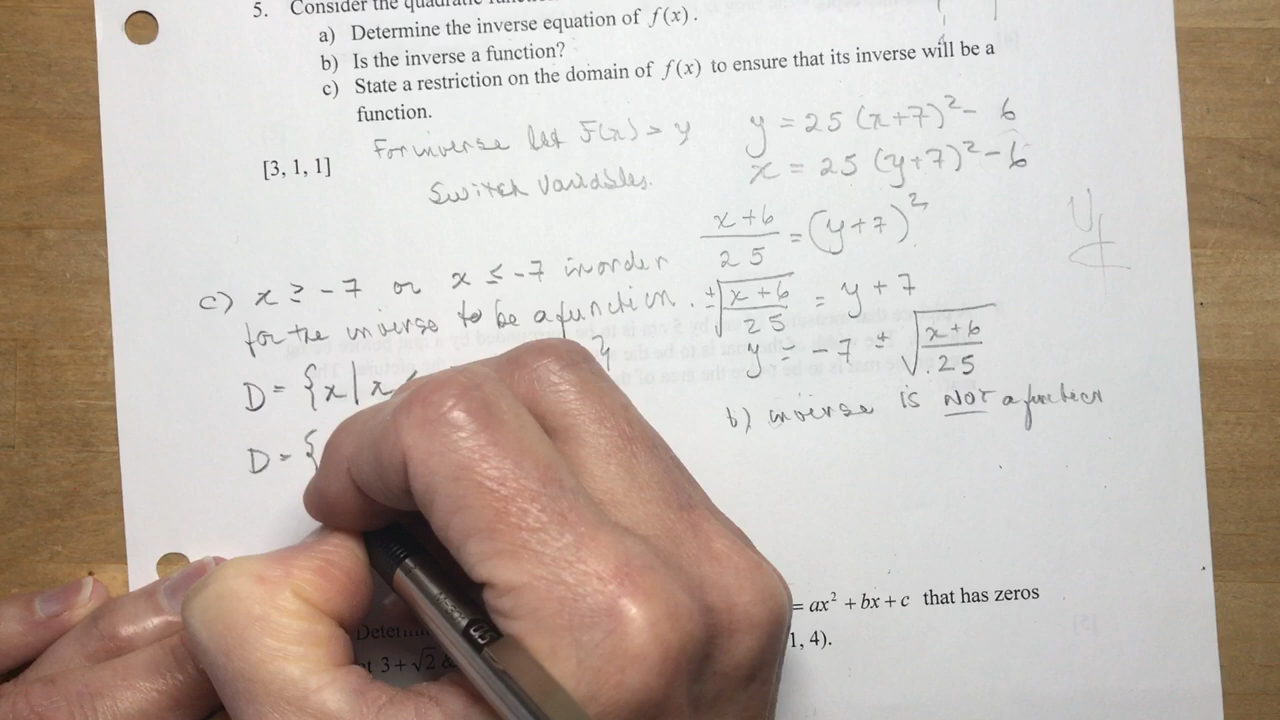 5. Consider the quadratic
a) Determine the inverse equation of f(x).
b) Is the inverse a function?
c) State a restriction on the domain of f(x) to ensure that its inverse will be a
function.
[3, 1, 1]
For inverse let f(x) = y
Switch Variables.
y = 25 (x+7)² - 6
x = 25 (y+7)² - 6
x+6/25 = (y+7)²
±√(x+6/25) = y + 7
y = -7 ± √(x+6/25)
b) inverse is NOT a function
c) x ≥ -7 or x ≤ -7 in order
for the inverse to be a function.
D = {x|x
D = {
= ax² + bx + c that has zeros
3 + √2 &
1, 4).